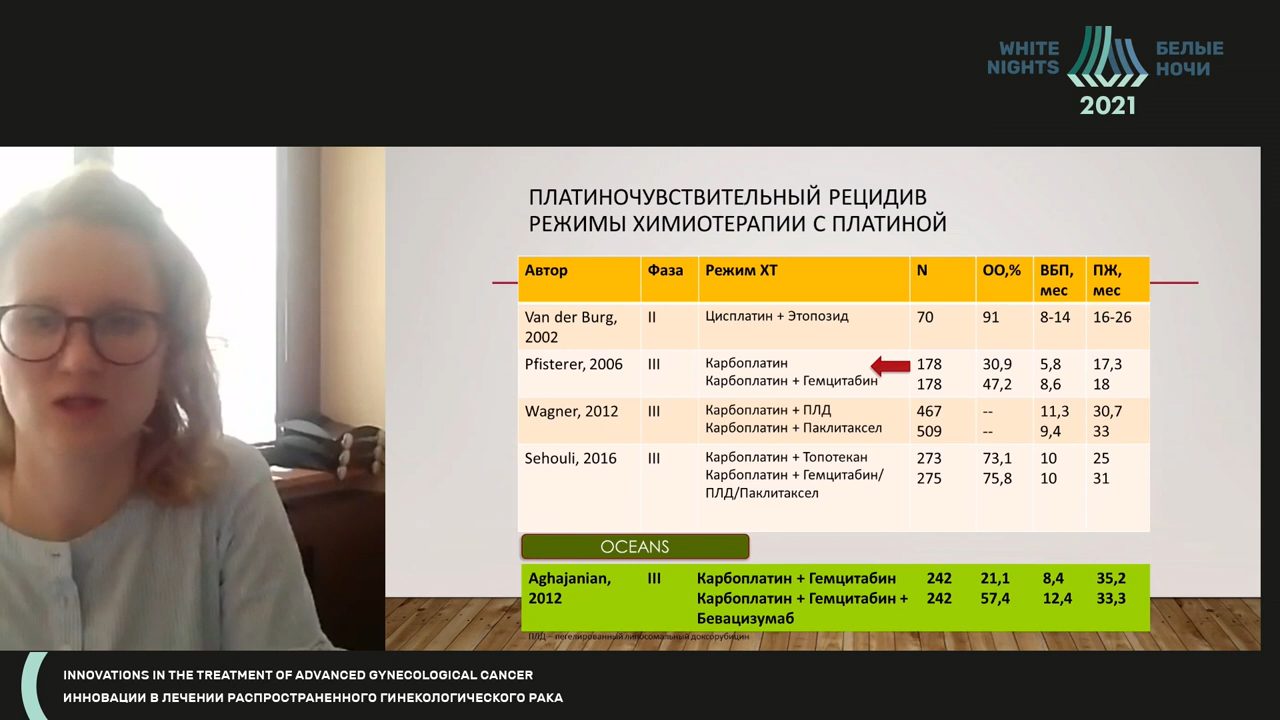 WHITE NIGHTS
БЕЛЫЕ НОЧИ
2021
ПЛАТИНОЧУВСТВИТЕЛЬНЫЙ РЕЦИДИВ
РЕЖИМЫ ХИМИОТЕРАПИИ С ПЛАТИНОЙ
Автор Фаза Режим ХТ N ОО,% ВБП, мес ПЖ, мес
Van der Burg, 2002 II Цисплатин + Этопозид 70 91 8-14 16-26
Pfisterer, 2006 III Карбоплатин 178 30,9 5,8 17,3
Карбоплатин + Гемцитабин 178 47,2 8,6 18
Wagner, 2012 III Карбоплатин + ПЛД 467 -- 11,3 30,7
Карбоплатин + Паклитаксел 509 -- 9,4 33
Sehouli, 2016 III Карбоплатин + Топотекан 273 73,1 10 25
Карбоплатин + Гемцитабин/ 275 75,8 10 31
ПЛД/Паклитаксел
OCEANS
Aghajanian, III Карбоплатин + Гемцитабин 242 21,1 8,4 35,2
2012 Карбоплатин + Гемцитабин + 242 57,4 12,4 33,3
Бевацизумаб
ПЛД – пегелированный липосомальный доксорубицин
INNOVATIONS IN THE TREATMENT OF ADVANCED GYNECOLOGICAL CANCER
ИННОВАЦИИ В ЛЕЧЕНИИ РАСПРОСТРАНЕННОГО ГИНЕКОЛОГИЧЕСКОГО РАКА